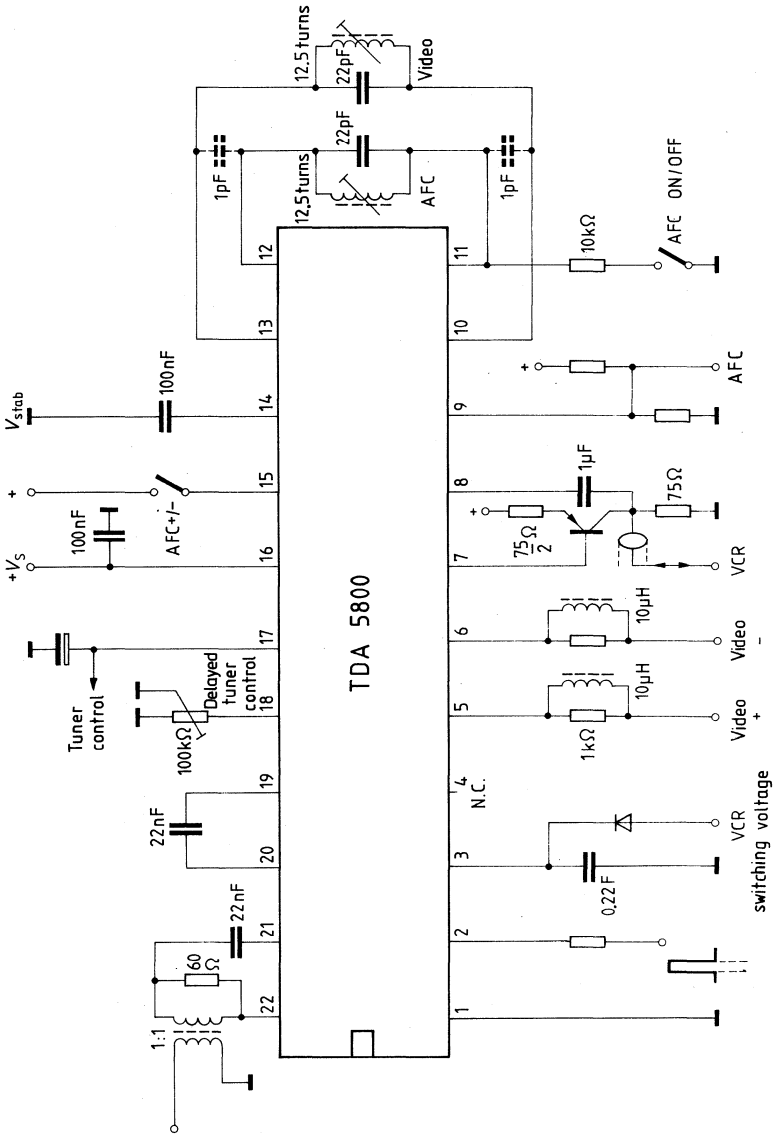 1:1
60
Ω
22nF
22nF
100kΩ
Delayed
tuner
control
Tuner
control
+VS
100nF
AFC+/-
+
Vstab
100nF
1pF
12.5 turns
22pF
AFC
12.5 turns
22pF
Video
1pF
22
21
20
19
18
17
16
15
14
13
12
TDA 5800
1
2
3
4
5
6
7
8
9
10
11
N.C.
0.22F
VCR
switching voltage
1kΩ
10µH
Video
+
10µH
Video
-
75Ω
2
+
1µF
75Ω
VCR
+
AFC
10kΩ
AFC ON/OFF